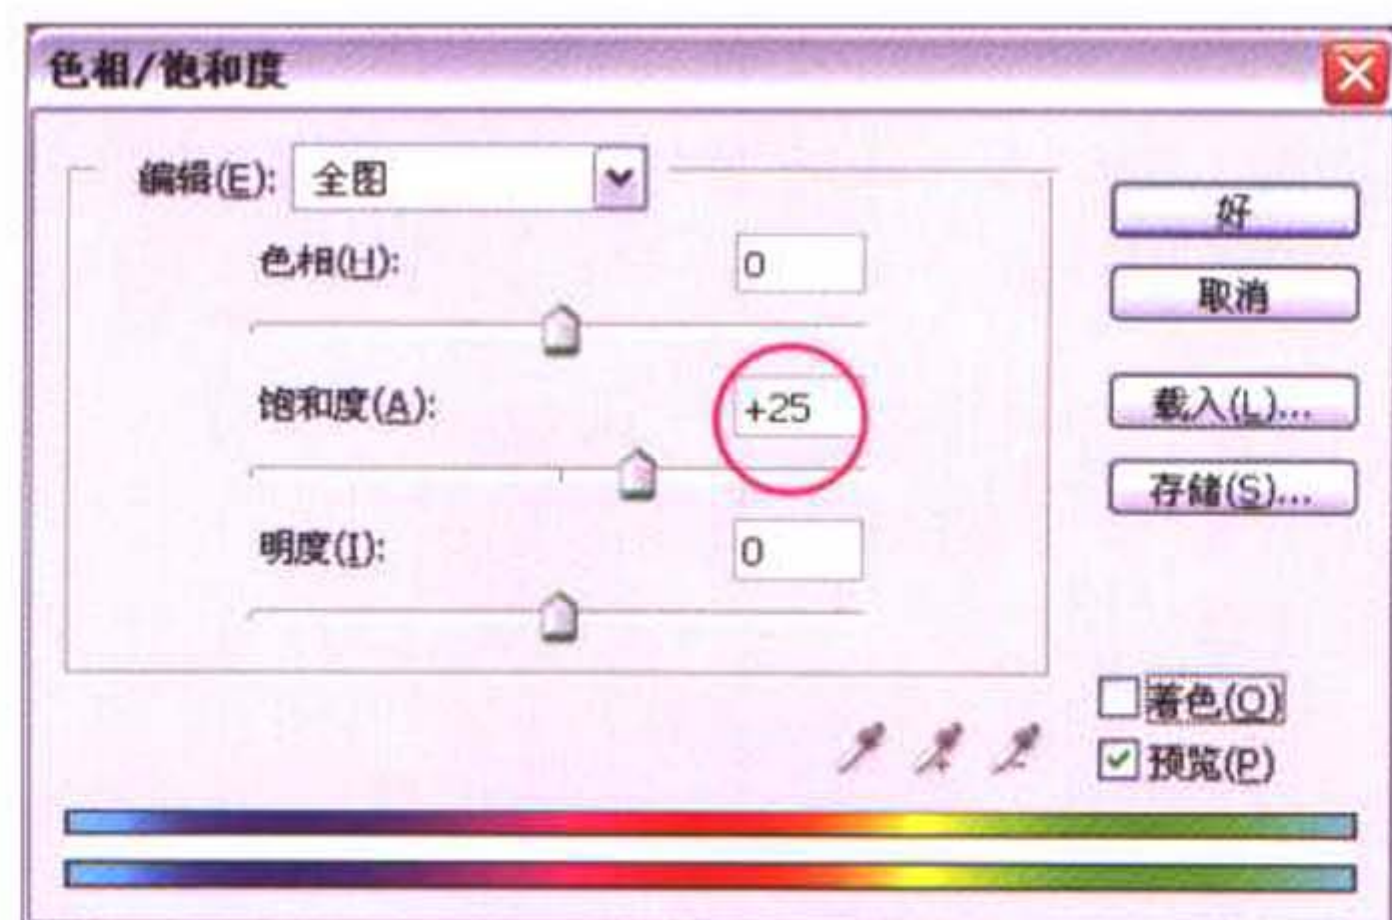 色相/饱和度
编辑(E): 全图
好
色相(H): 0
取消
饱和度(A): +25
载入(L)...
存储(S)...
明度(I): 0
着色(O)
预览(P)